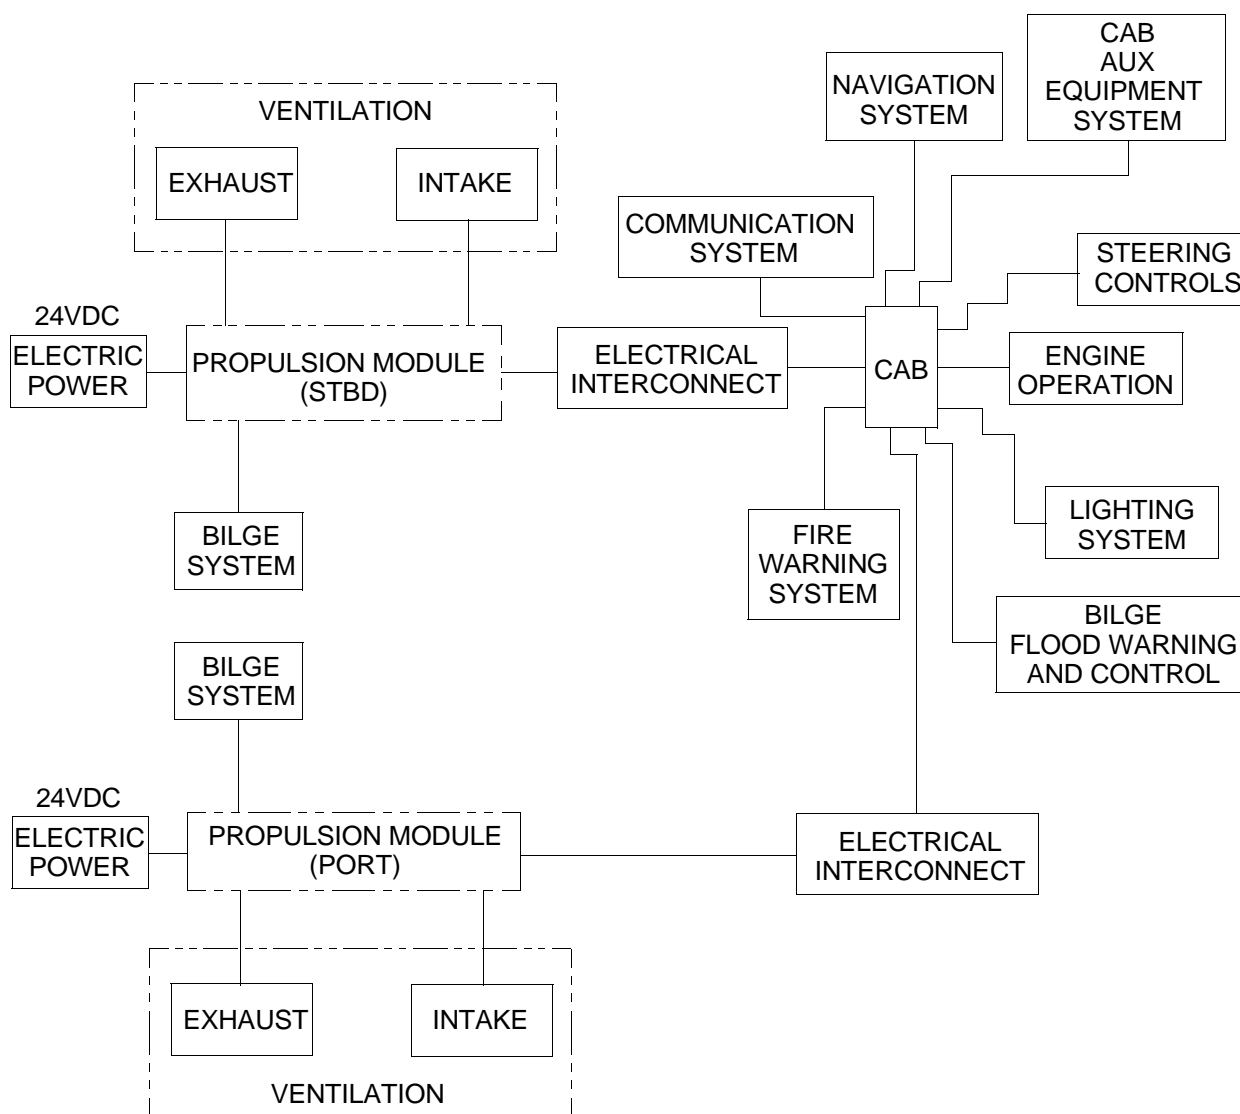 CAB
AUX
EQUIPMENT
SYSTEM
NAVIGATION
SYSTEM
VENTILATION
EXHAUST
INTAKE
COMMUNICATION
SYSTEM
STEERING
CONTROLS
24VDC
ELECTRIC
POWER
PROPULSION MODULE
(STBD)
ELECTRICAL
INTERCONNECT
CAB
ENGINE
OPERATION
BILGE
SYSTEM
FIRE
WARNING
SYSTEM
LIGHTING
SYSTEM
BILGE
FLOOD WARNING
AND CONTROL
BILGE
SYSTEM
24VDC
ELECTRIC
POWER
PROPULSION MODULE
(PORT)
ELECTRICAL
INTERCONNECT
EXHAUST
INTAKE
VENTILATION